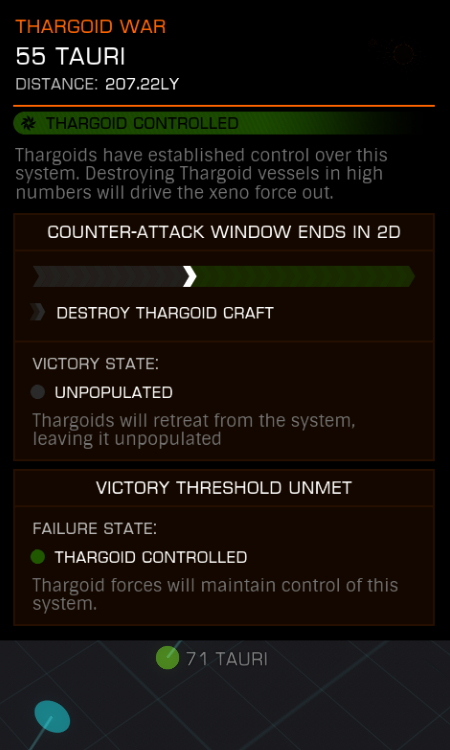 THARGOID WAR
55 TAURI
DISTANCE: 207.22LY
THARGOID CONTROLLED
Thargoids have established control over this
system. Destroying Thargoid vessels in high
numbers will drive the xeno force out.
COUNTER-ATTACK WINDOW ENDS IN 2D
DESTROY THARGOID CRAFT
VICTORY STATE:
UNPOPULATED
Thargoids will retreat from the system,
leaving it unpopulated
VICTORY THRESHOLD UNMET
FAILURE STATE:
THARGOID CONTROLLED
Thargoid forces will maintain control of this
system.
71 TAURI